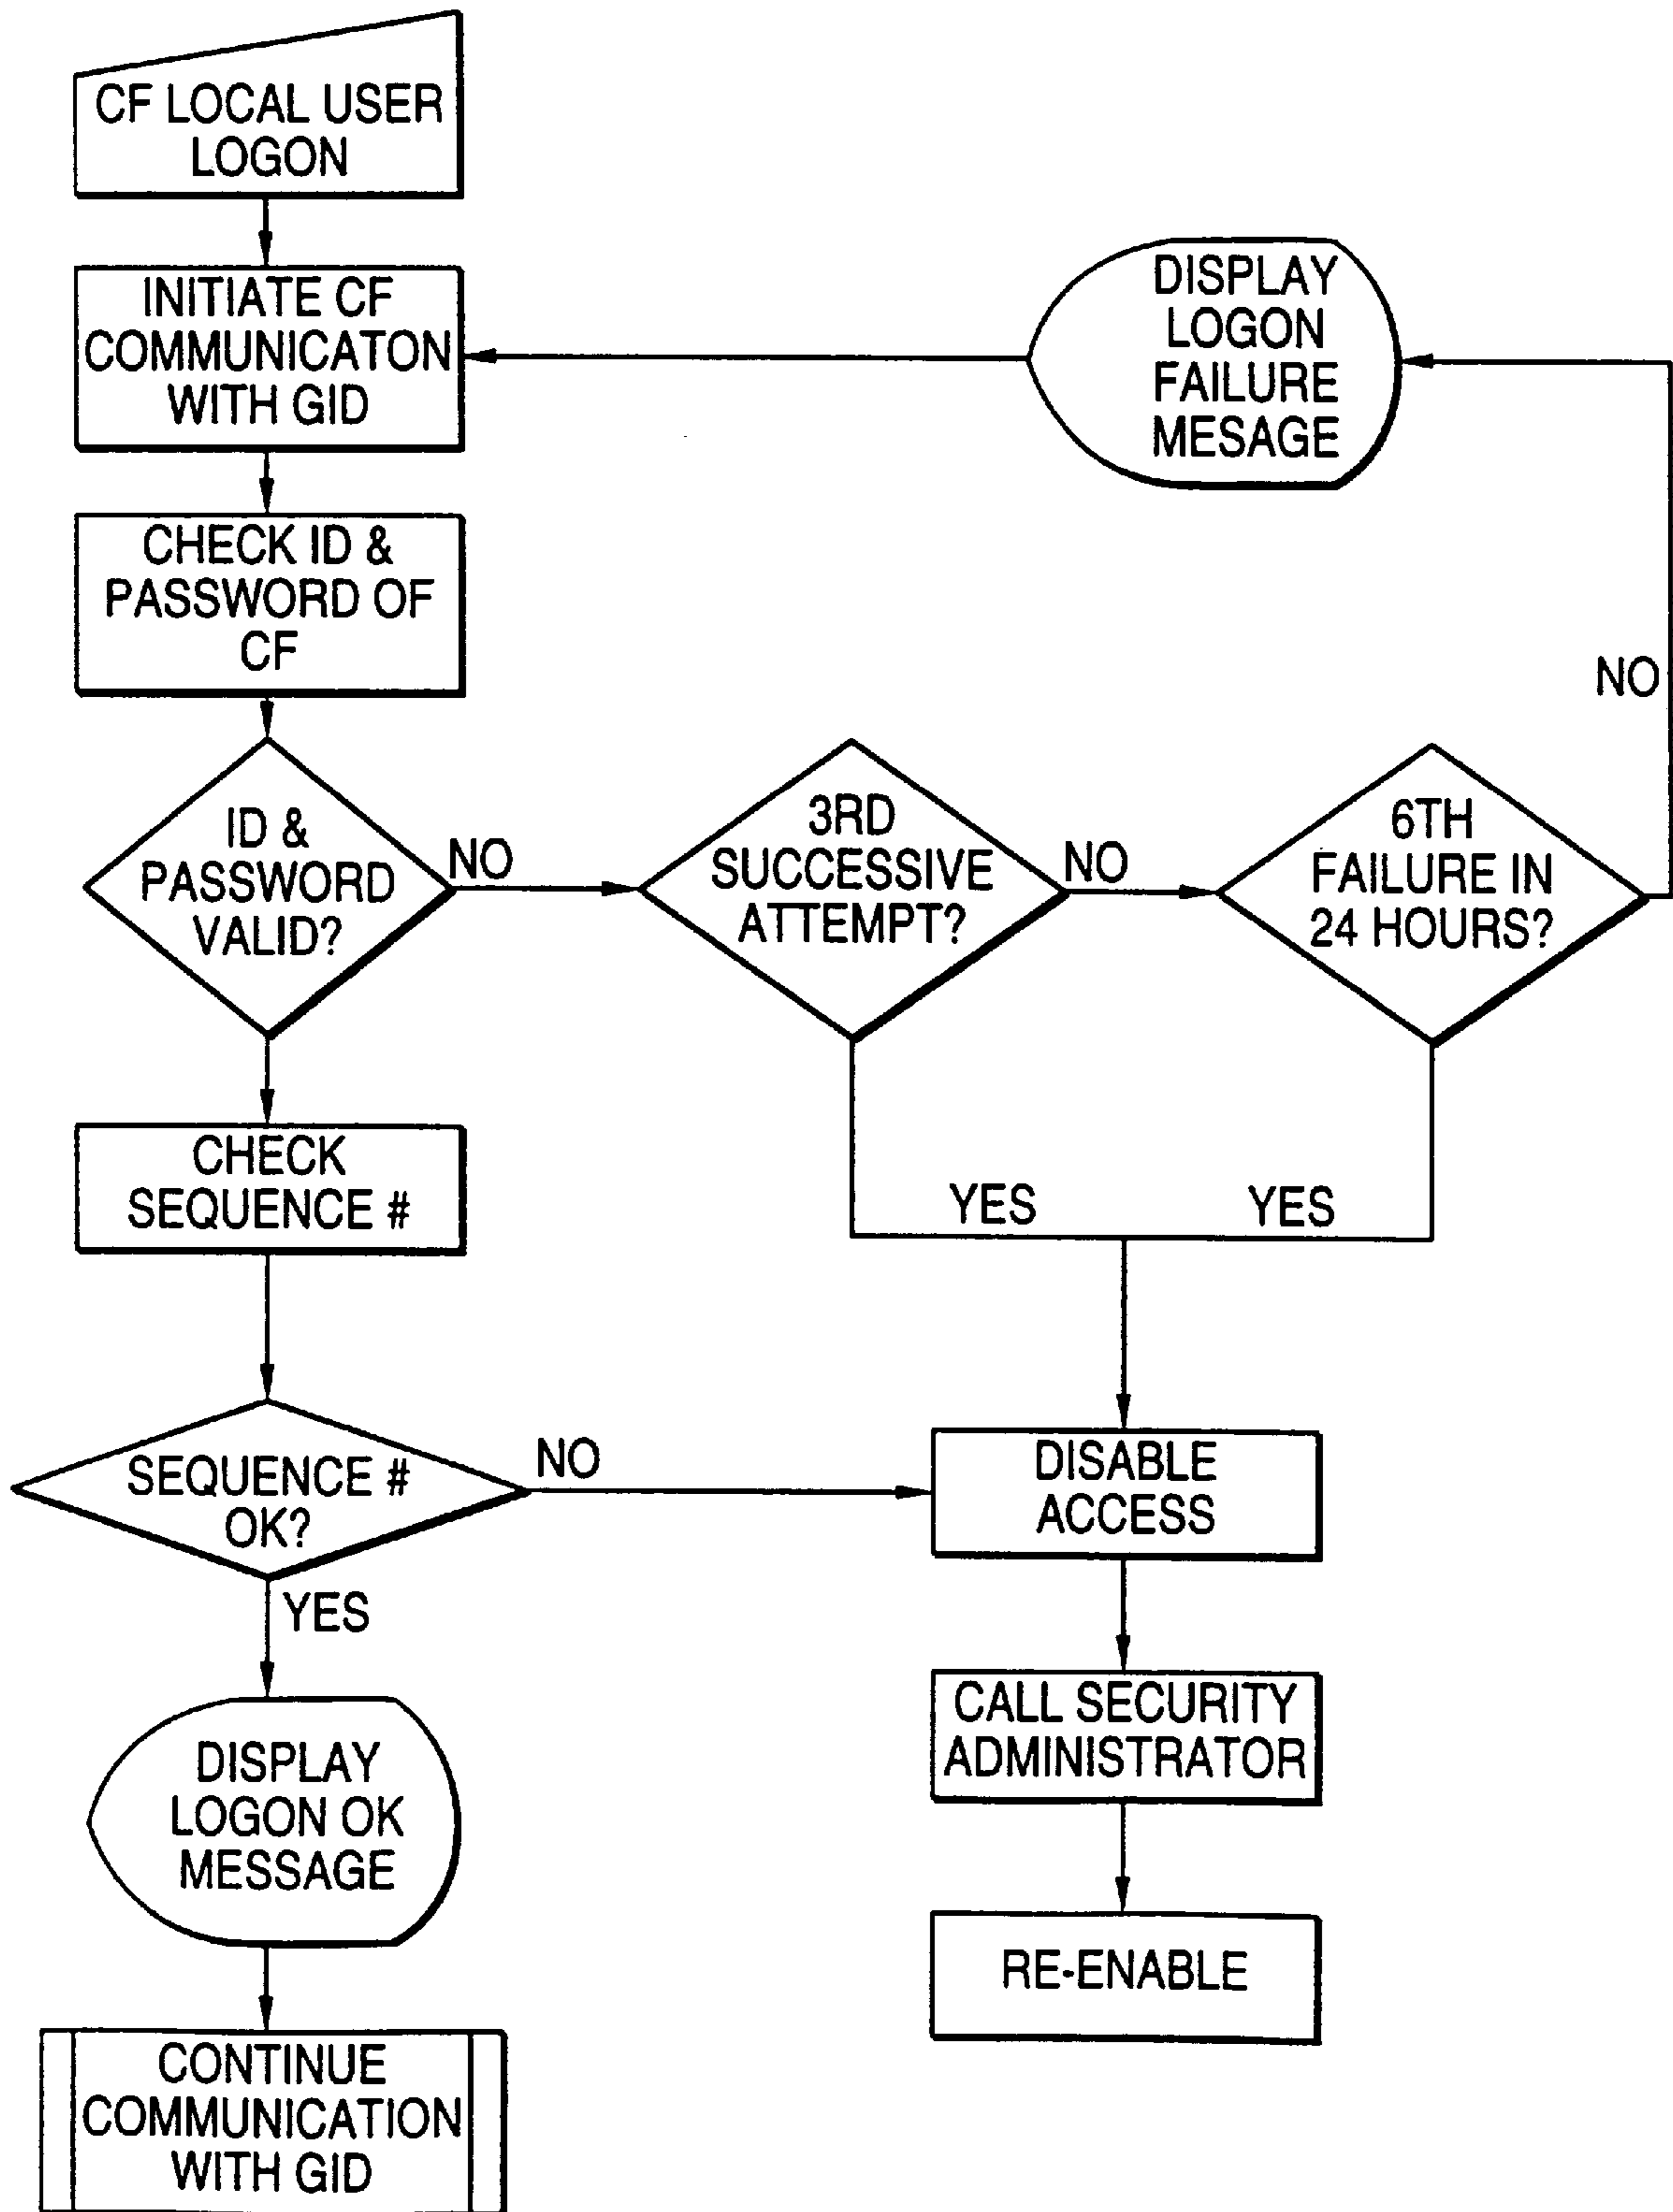 CF LOCAL USER
LOGON
INITIATE CF
COMMUNICATON
WITH GID
DISPLAY
LOGON
FAILURE
MESAGE
CHECK ID &
PASSWORD OF
CF
NO
ID &
PASSWORD
VALID?
NO
3RD
SUCCESSIVE
ATTEMPT?
NO
6TH
FAILURE IN
24 HOURS?
CHECK
SEQUENCE #
YES
YES
SEQUENCE #
OK?
NO
DISABLE
ACCESS
YES
CALL SECURITY
ADMINISTRATOR
DISPLAY
LOGON OK
MESSAGE
RE-ENABLE
CONTINUE
COMMUNICATION
WITH GID